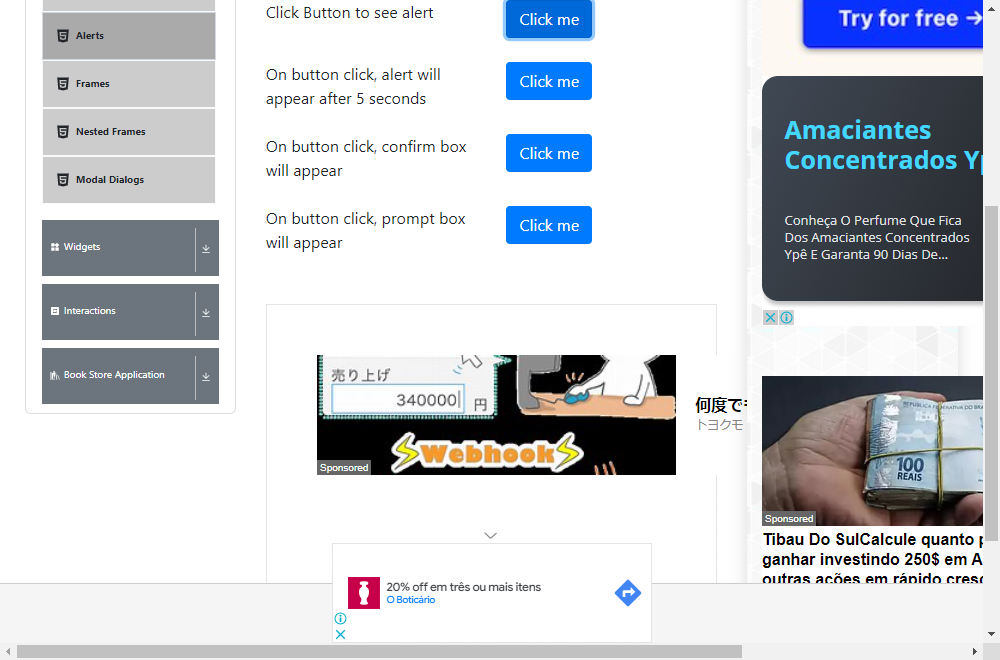 Click Button to see alert
Click me
Try for free →
Alerts
Frames
Nested Frames
Modal Dialogs
On button click, alert will
appear after 5 seconds
Click me
On button click, confirm box
will appear
Click me
On button click, prompt box
will appear
Click me
Widgets
Interactions
Book Store Application
Amaciantes
Concentrados Yp
Conheça O Perfume Que Fica
Dos Amaciantes Concentrados
Ypê E Garanta 90 Dias De...
売り上げ
340000
円
Webhook
Sponsored
何度で
トヨクモ
100
REAIS
Sponsored
Tibau Do SulCalcule quanto p
ganhar investindo 250$ em A
outras ações em rápido cresc
20% off em três ou mais itens
O Boticário